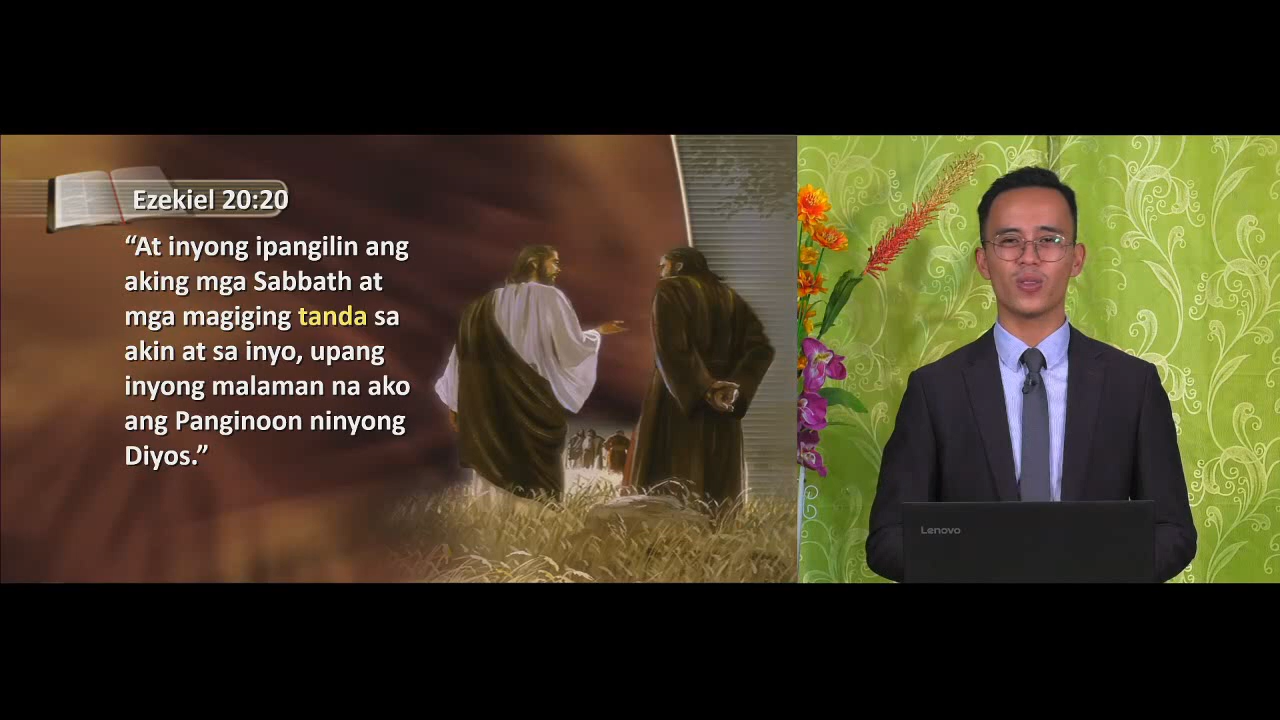 Ezekiel 20:20
“At inyong ipangilin ang
aking mga Sabbath at
mga magiging tanda sa
akin at sa inyo, upang
inyong malaman na ako
ang Panginoon ninyong
Diyos.”
Lenovo